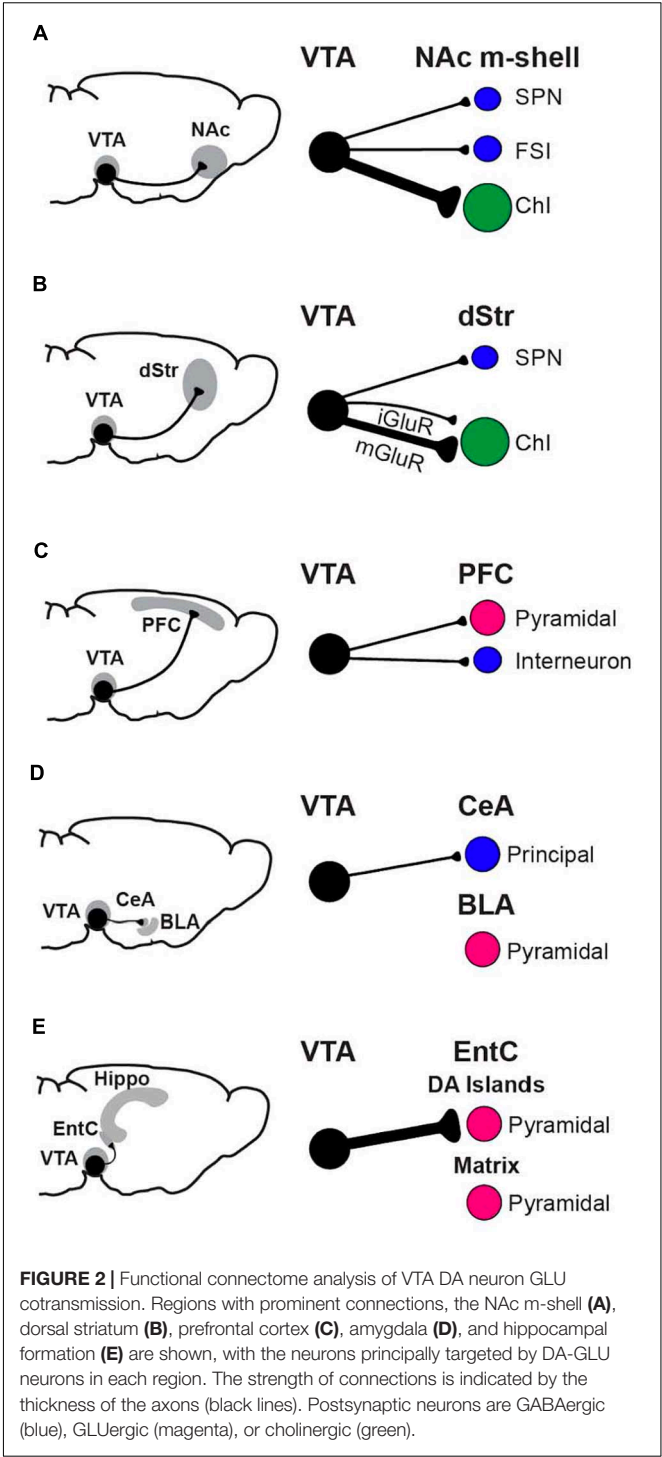 A
VTA NAc m-shell
NAc
VTA
SPN
FSI
ChI
B
VTA dStr
dStr
VTA
SPN
iGluR
mGluR
ChI
C
VTA PFC
PFC
VTA
Pyramidal
Interneuron
D
VTA CeA
VTA CeA BLA
Principal
BLA
Pyramidal
E
VTA EntC
Hippo
EntC
VTA
DA Islands
Pyramidal
Matrix
Pyramidal
FIGURE 2 | Functional connectome analysis of VTA DA neuron GLU
cotransmission. Regions with prominent connections, the NAc m-shell (A),
dorsal striatum (B), prefrontal cortex (C), amygdala (D), and hippocampal
formation (E) are shown, with the neurons principally targeted by DA-GLU
neurons in each region. The strength of connections is indicated by the
thickness of the axons (black lines). Postsynaptic neurons are GABAergic
(blue), GLUergic (magenta), or cholinergic (green).